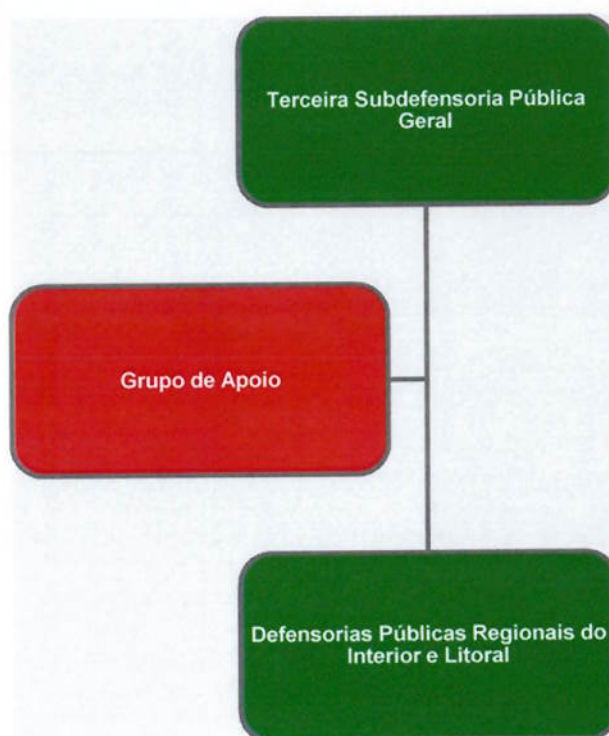 Terceira Subdefensoria Pública
Geral
Grupo de Apoio
Defensorias Públicas Regionais do
Interior e Litoral